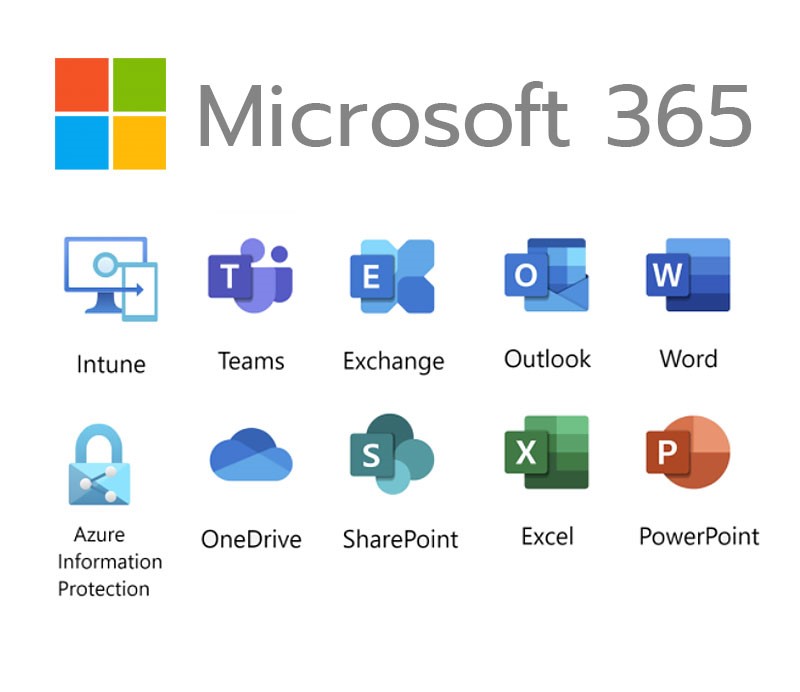 Microsoft 365
T
E
O
W
Intune
Teams
Exchange
Outlook
Word
S
X
P
Azure
Information
Protection
OneDrive
SharePoint
Excel
PowerPoint